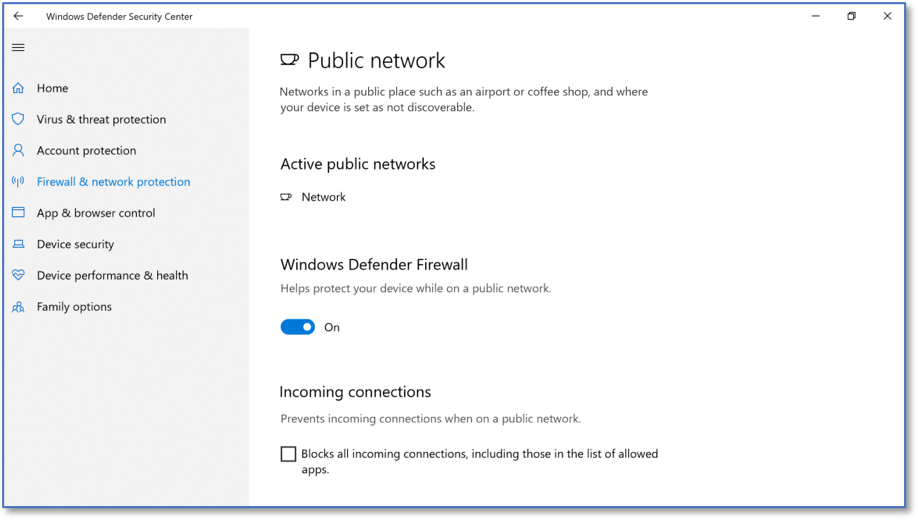 Windows Defender Security Center
Home
Virus & threat protection
Account protection
Firewall & network protection
App & browser control
Device security
Device performance & health
Family options
Public network
Networks in a public place such as an airport or coffee shop, and where
your device is set as not discoverable.
Active public networks
Network
Windows Defender Firewall
Helps protect your device while on a public network.
On
Incoming connections
Prevents incoming connections when on a public network.
Blocks all incoming connections, including those in the list of allowed
apps.